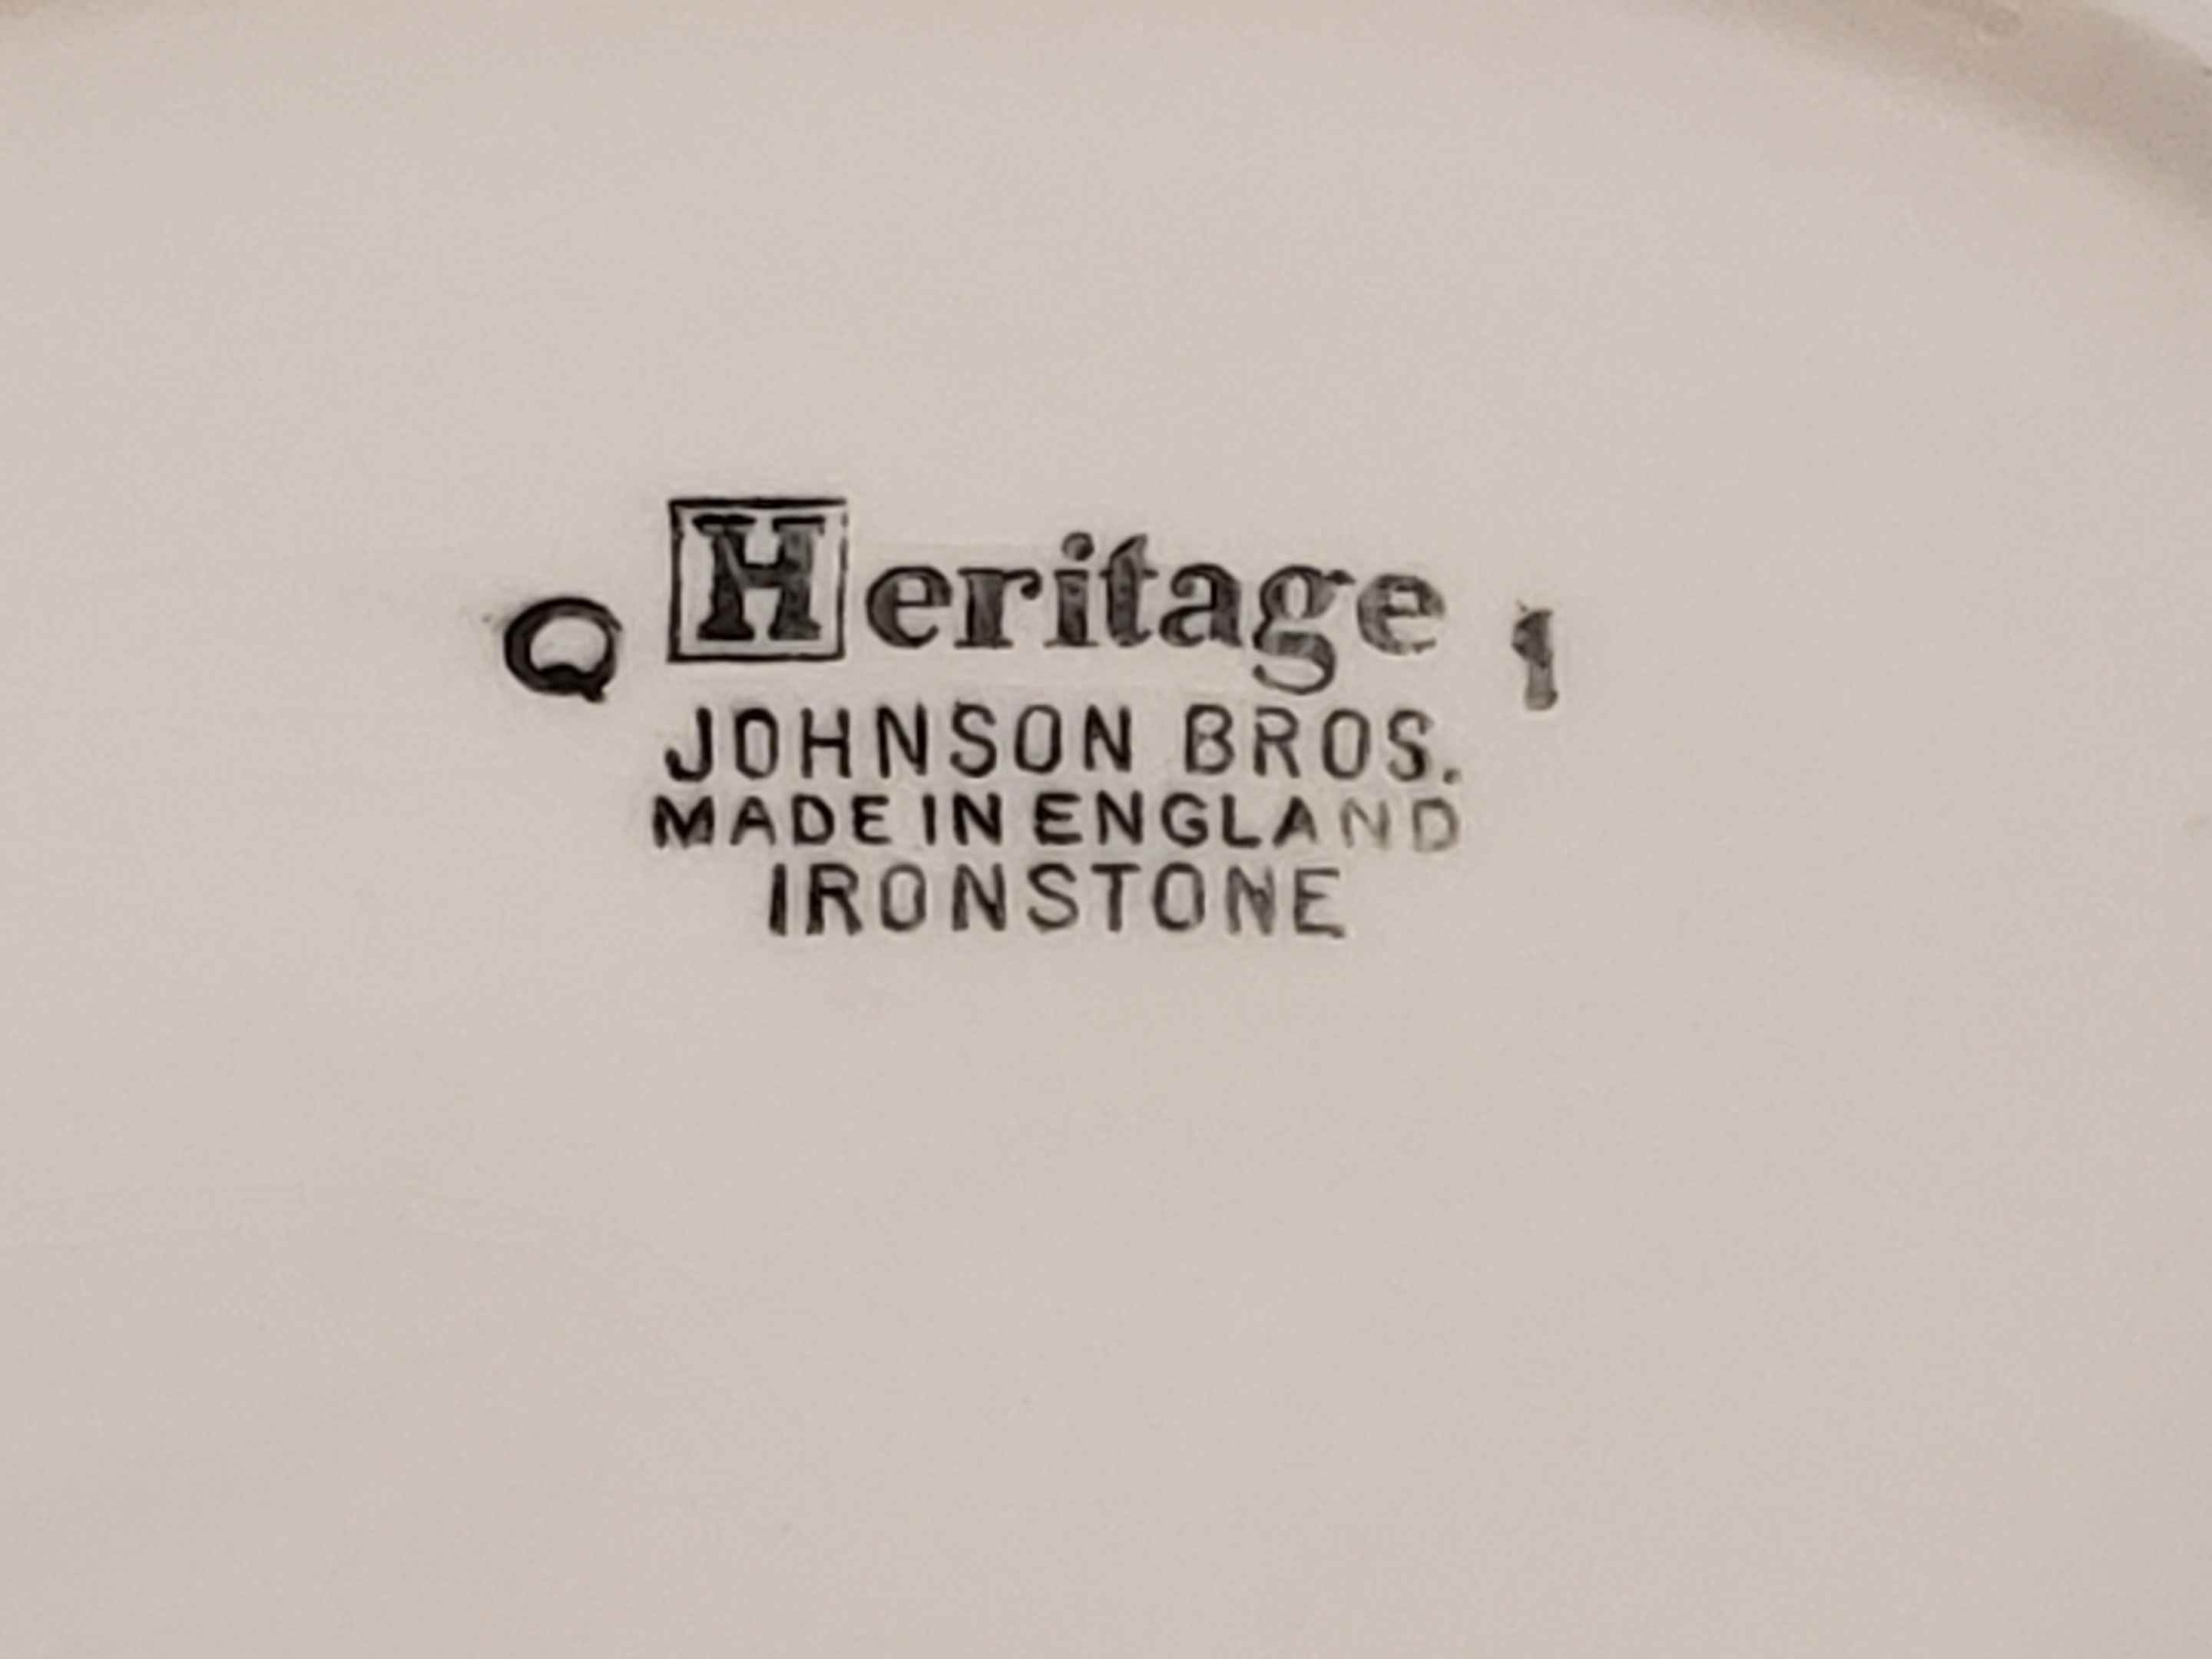 Q Heritage 1
JOHNSON BROS.
MADE IN ENGLAND
IRONSTONE